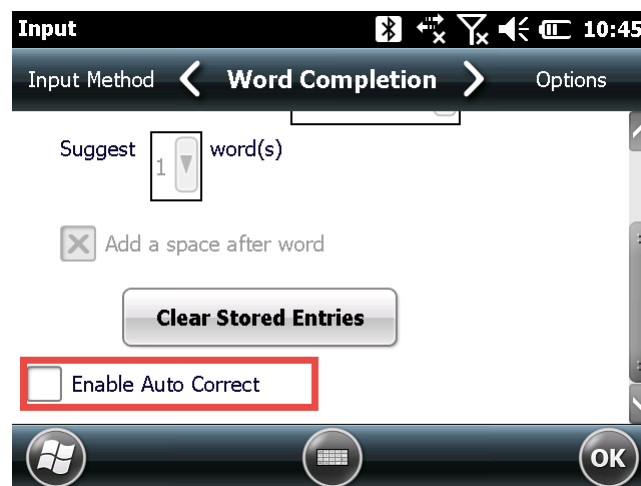 Input 10:45
Input Method Word Completion Options
Suggest 1 word(s)
Add a space after word
Clear Stored Entries
Enable Auto Correct
OK